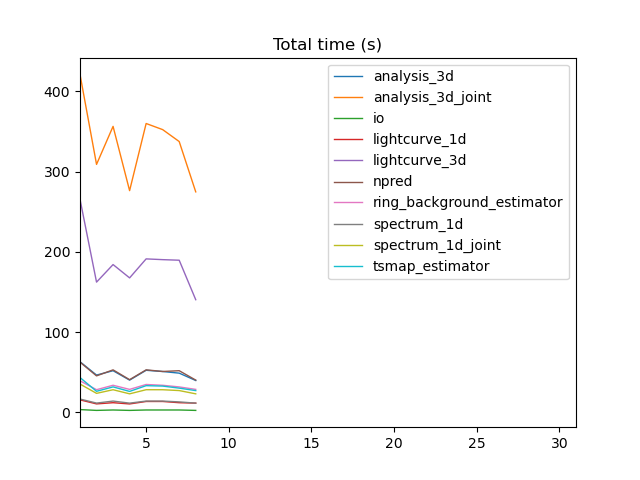 Total time (s)
analysis_3d
analysis_3d_joint
io
lightcurve_1d
lightcurve_3d
npred
ring_background_estimator
spectrum_1d
spectrum_1d_joint
tsmap_estimator
400
300
200
100
0
5 10 15 20 25 30